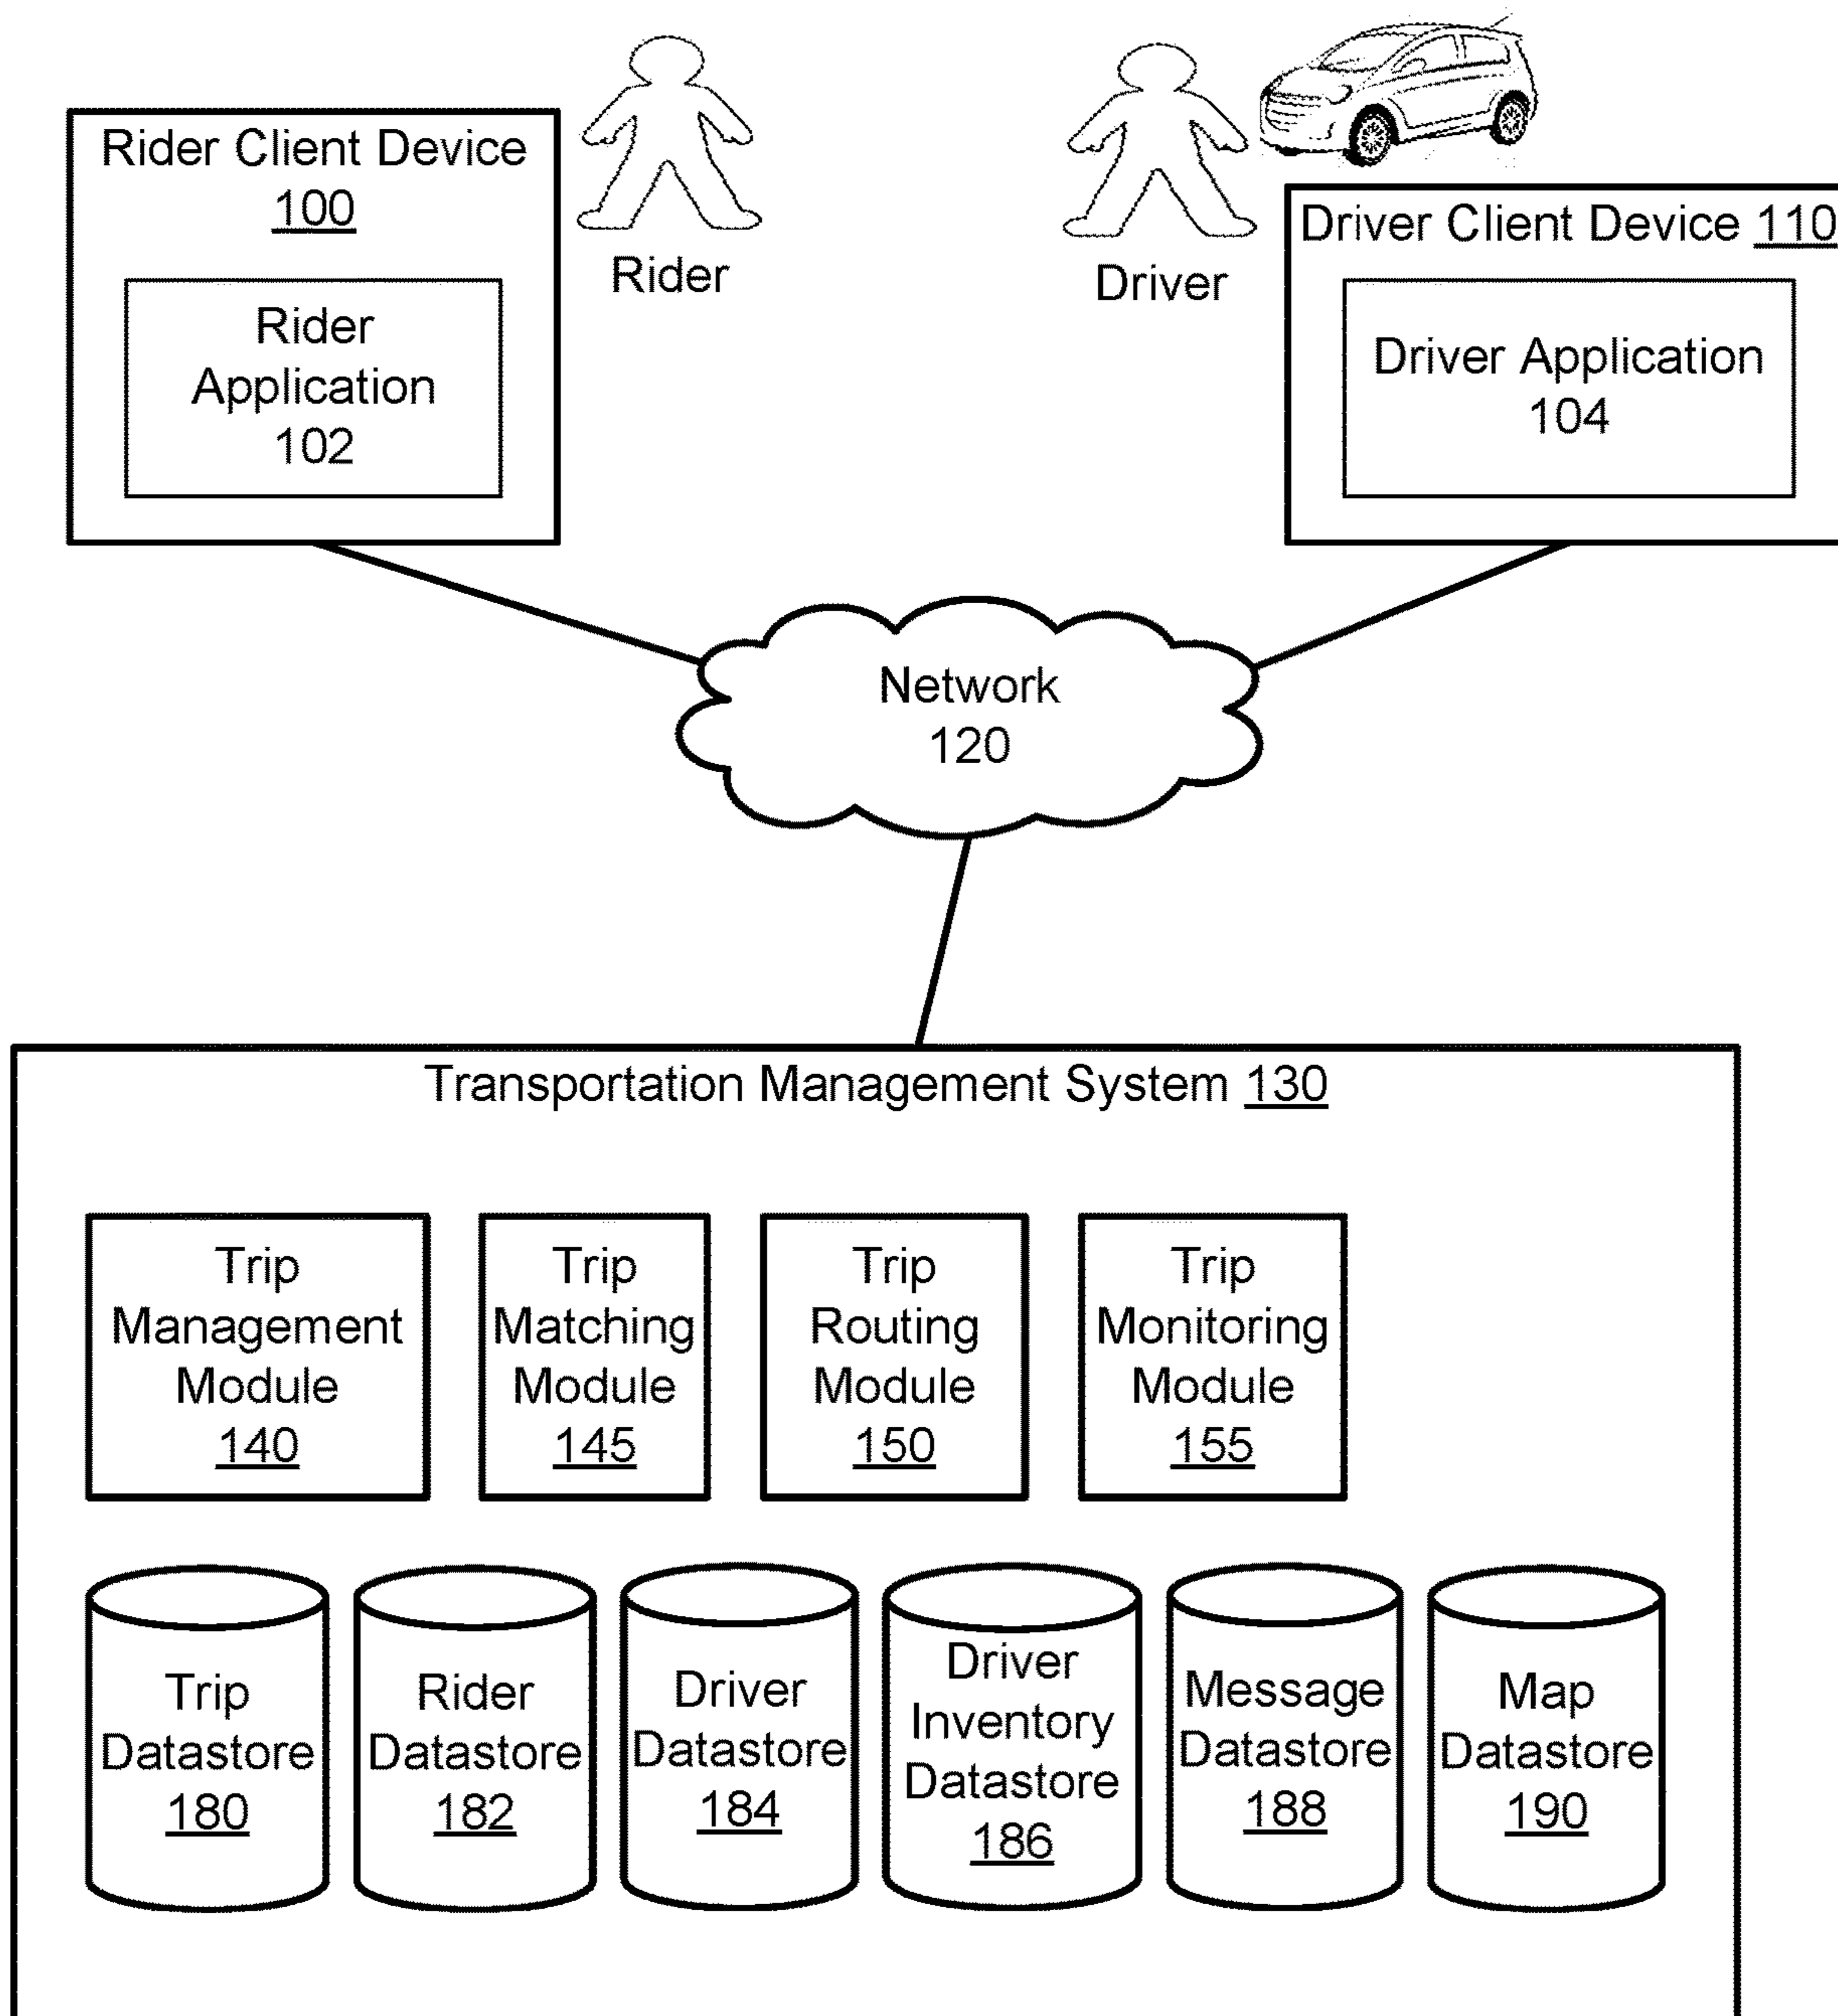 Rider Client Device
100
Rider
Application
102
Rider
Driver
Driver Client Device 110
Driver Application
104
Network
120
Transportation Management System 130
Trip
Management
Module
140
Trip
Matching
Module
145
Trip
Routing
Module
150
Trip
Monitoring
Module
155
Trip
Datastore
180
Rider
Datastore
182
Driver
Datastore
184
Driver
Inventory
Datastore
186
Message
Datastore
188
Map
Datastore
190